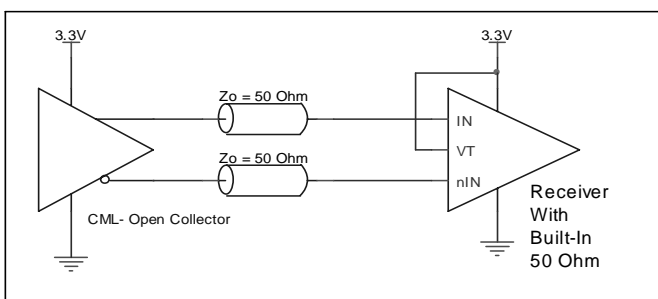 3.3V
3.3V
Zo = 50 Ohm
IN
VT
Zo = 50 Ohm
nIN
CML- Open Collector
Receiver
With
Built-In
50 Ohm